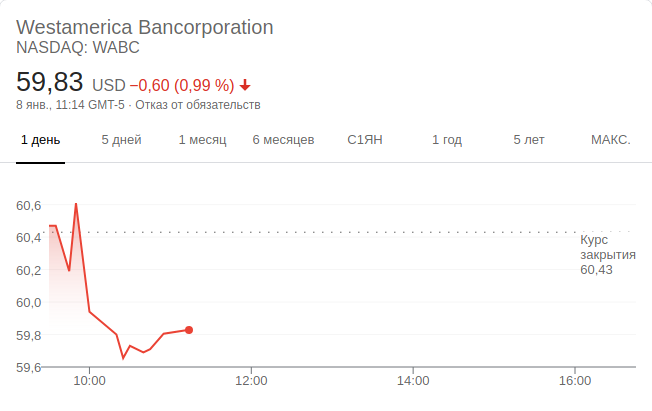 Westamerica Bancorporation
NASDAQ: WABC
59,83 USD −0,60 (0,99 %)
8 янв., 11:14 GMT-5 · Отказ от обязательств
1 день 5 дней 1 месяц 6 месяцев С1ЯН 1 год 5 лет МАКС.
60,6
60,4
60,2
60,0
59,8
59,6
Курс
закрытия
60,43
10:00 12:00 14:00 16:00